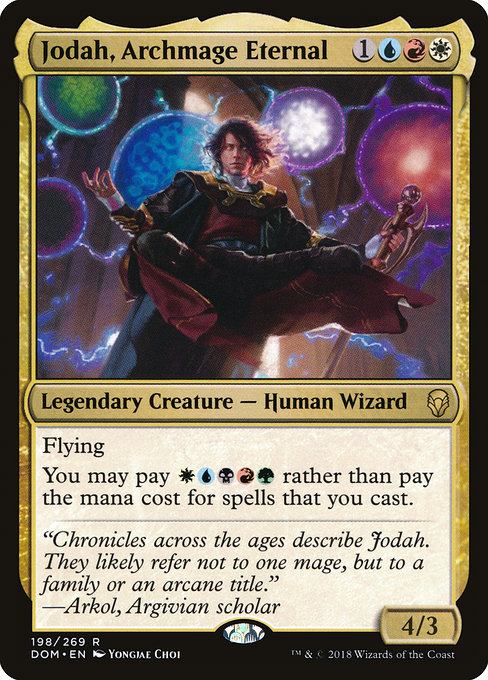 Jodah, Archmage Eternal 1
Legendary Creature — Human Wizard
Flying
You may pay rather than pay
the mana cost for spells that you cast.
“Chronicles across the ages describe Jodah.
They likely refer not to one mage, but to a
family or an arcane title.”
—Arkol, Argivian scholar
4/3
198/269 R
DOM • EN Yongjae Choi
™ & © 2018 Wizards of the Coast